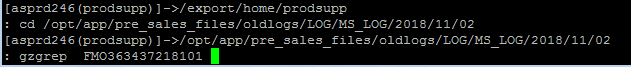 [asprd246(prodsupp)]->/export/home/prodsupp
: cd /opt/app/pre_sales_files/oldlogs/LOG/MS_LOG/2018/11/02
[asprd246(prodsupp)]->/opt/app/pre_sales_files/oldlogs/LOG/MS_LOG/2018/11/02
: gzgrep  FMO363437218101